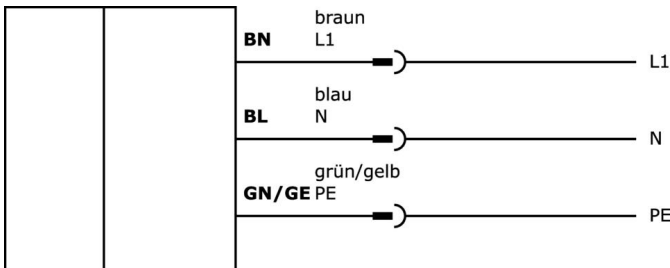 braun
BN L1
L1
blau
BL N
N
grün/gelb
GN/GE PE
PE